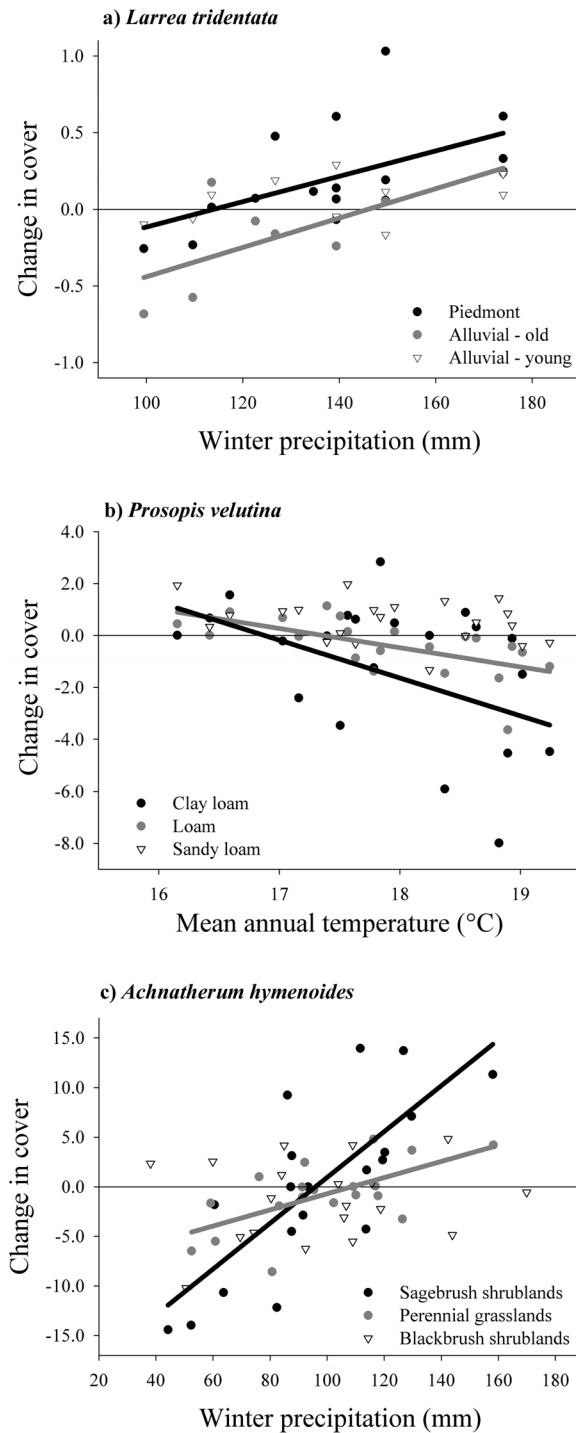 a) Larrea tridentata
1.0
0.5
0.0
-0.5
-1.0
Change in cover
Piedmont
Alluvial - old
Alluvial - young
100 120 140 160 180
Winter precipitation (mm)
b) Prosopis velutina
4.0
2.0
0.0
-2.0
-4.0
-6.0
-8.0
Change in cover
Clay loam
Loam
Sandy loam
16 17 18 19
Mean annual temperature (°C)
c) Achnatherum hymenoides
15.0
10.0
5.0
0.0
-5.0
-10.0
-15.0
Change in cover
Sagebrush shrublands
Perennial grasslands
Blackbrush shrublands
20 40 60 80 100 120 140 160 180
Winter precipitation (mm)